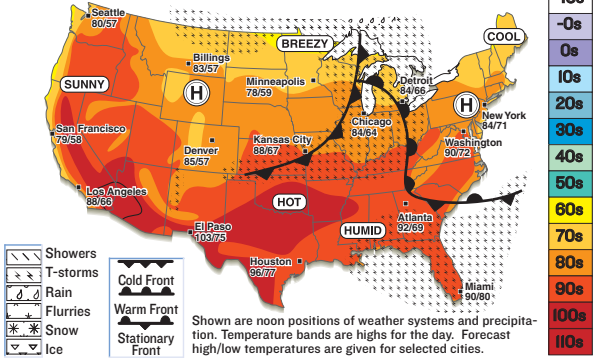 Seattle
80/57
BREEZY
COOL
Billings
83/57
Minneapolis
78/59
Detroit
84/66
SUNNY
H
H
New York
84/71
San Francisco
79/58
Chicago
84/64
Kansas City
88/67
Washington
90/72
Denver
85/57
Los Angeles
88/66
HOT
Atlanta
92/69
El Paso
103/75
HUMID
Houston
96/77
Miami
90/80
Showers
T-storms
Rain
Flurries
Snow
Ice
Cold Front
Warm Front
Stationary
Front
Shown are noon positions of weather systems and precipita-
tion. Temperature bands are highs for the day. Forecast
high/low temperatures are given for selected cities.
-0s
0s
10s
20s
30s
40s
50s
60s
70s
80s
90s
100s
110s